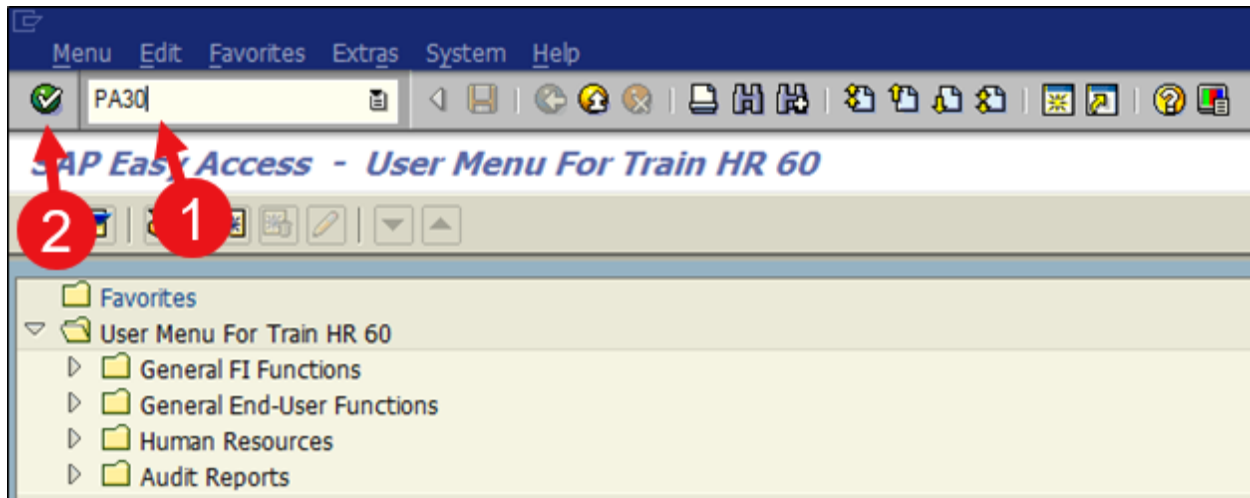 Menu Edit Favorites Extras System Help
PA30
SAP Easy Access - User Menu For Train HR 60
2
1
Favorites
User Menu For Train HR 60
General FI Functions
General End-User Functions
Human Resources
Audit Reports